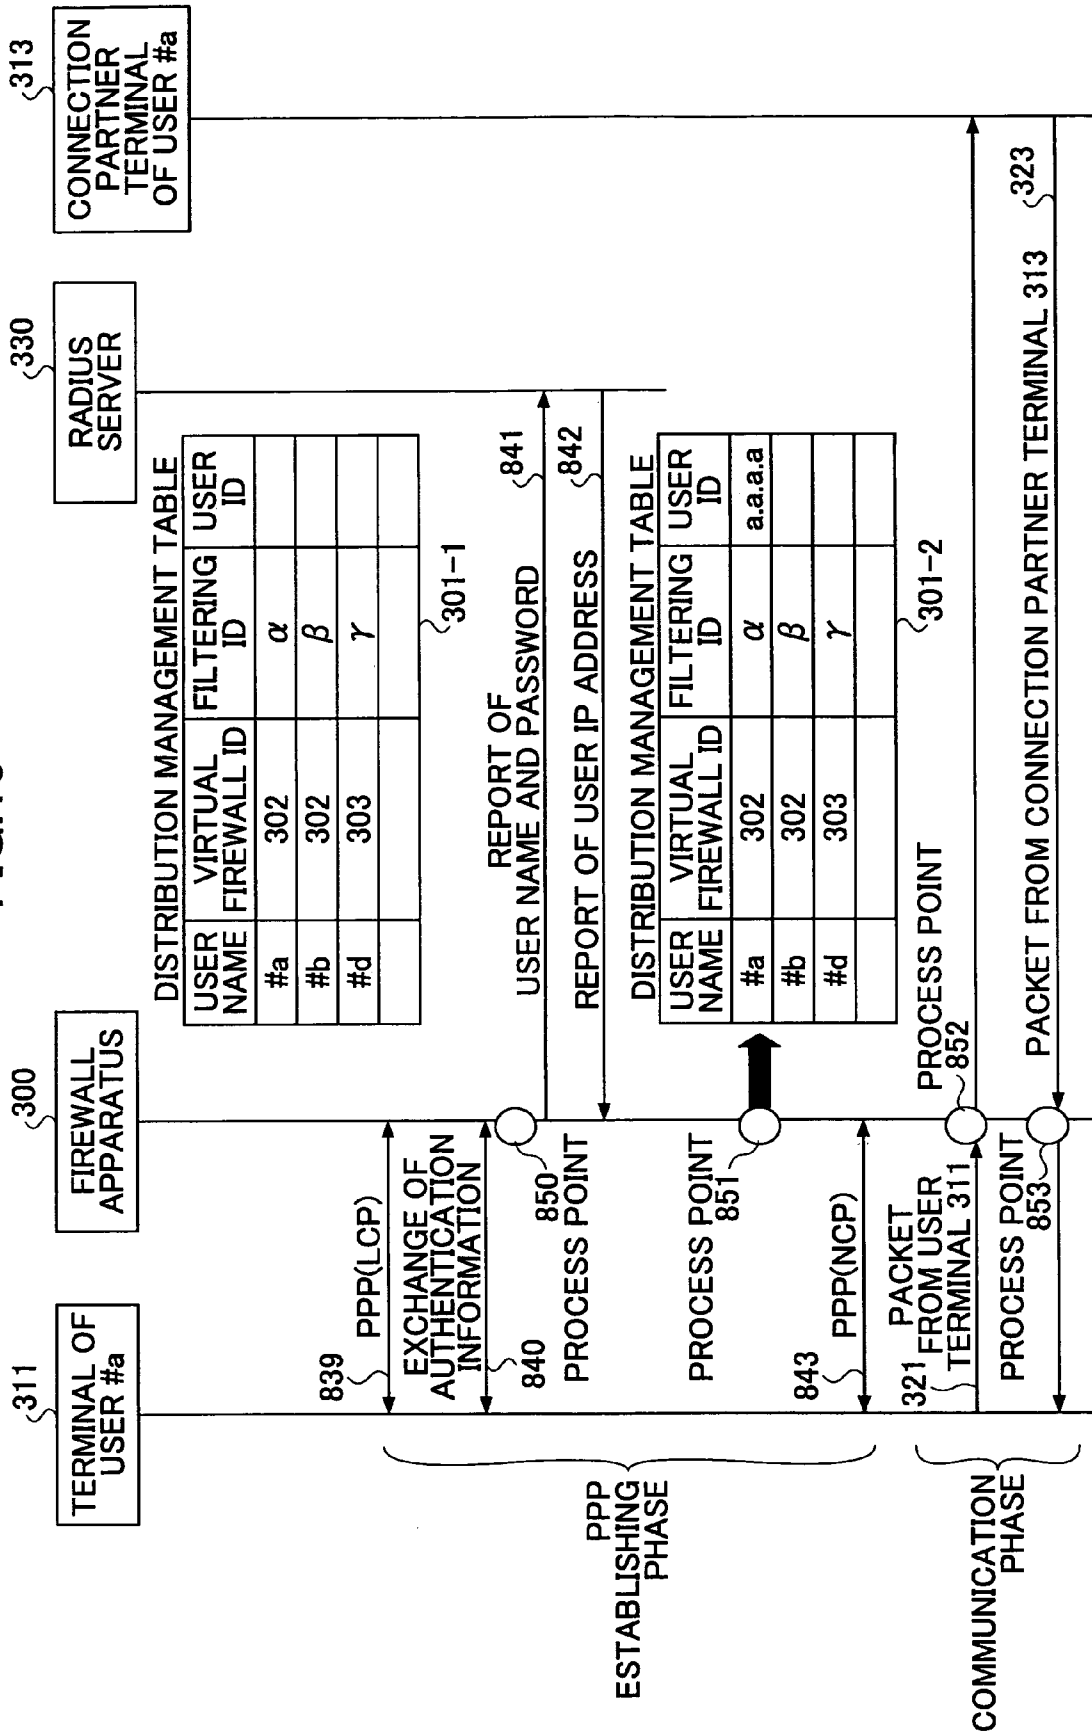 311
TERMINAL OF
USER #a
300
FIREWALL
APPARATUS
330
RADIUS
SERVER
313
CONNECTION
PARTNER
TERMINAL
OF USER #a
DISTRIBUTION MANAGEMENT TABLE
USER NAME VIRTUAL FIREWALL ID FILTERING ID USER ID
#a 302 α
#b 302 β
#d 303 γ
301-1
PPP ESTABLISHING PHASE
839
PPP(LCP)
EXCHANGE OF
AUTHENTICATION
INFORMATION
840
850
PROCESS POINT
REPORT OF
USER NAME AND PASSWORD
841
REPORT OF USER IP ADDRESS
842
DISTRIBUTION MANAGEMENT TABLE
USER NAME VIRTUAL FIREWALL ID FILTERING ID USER ID
#a 302 α a.a.a.a
#b 302 β
#d 303 γ
301-2
PROCESS POINT
851
843
PPP(NCP)
COMMUNICATION
PHASE
PACKET
FROM USER
TERMINAL 311
321
PROCESS POINT
852
PROCESS POINT
853
PACKET FROM CONNECTION PARTNER TERMINAL 313
323